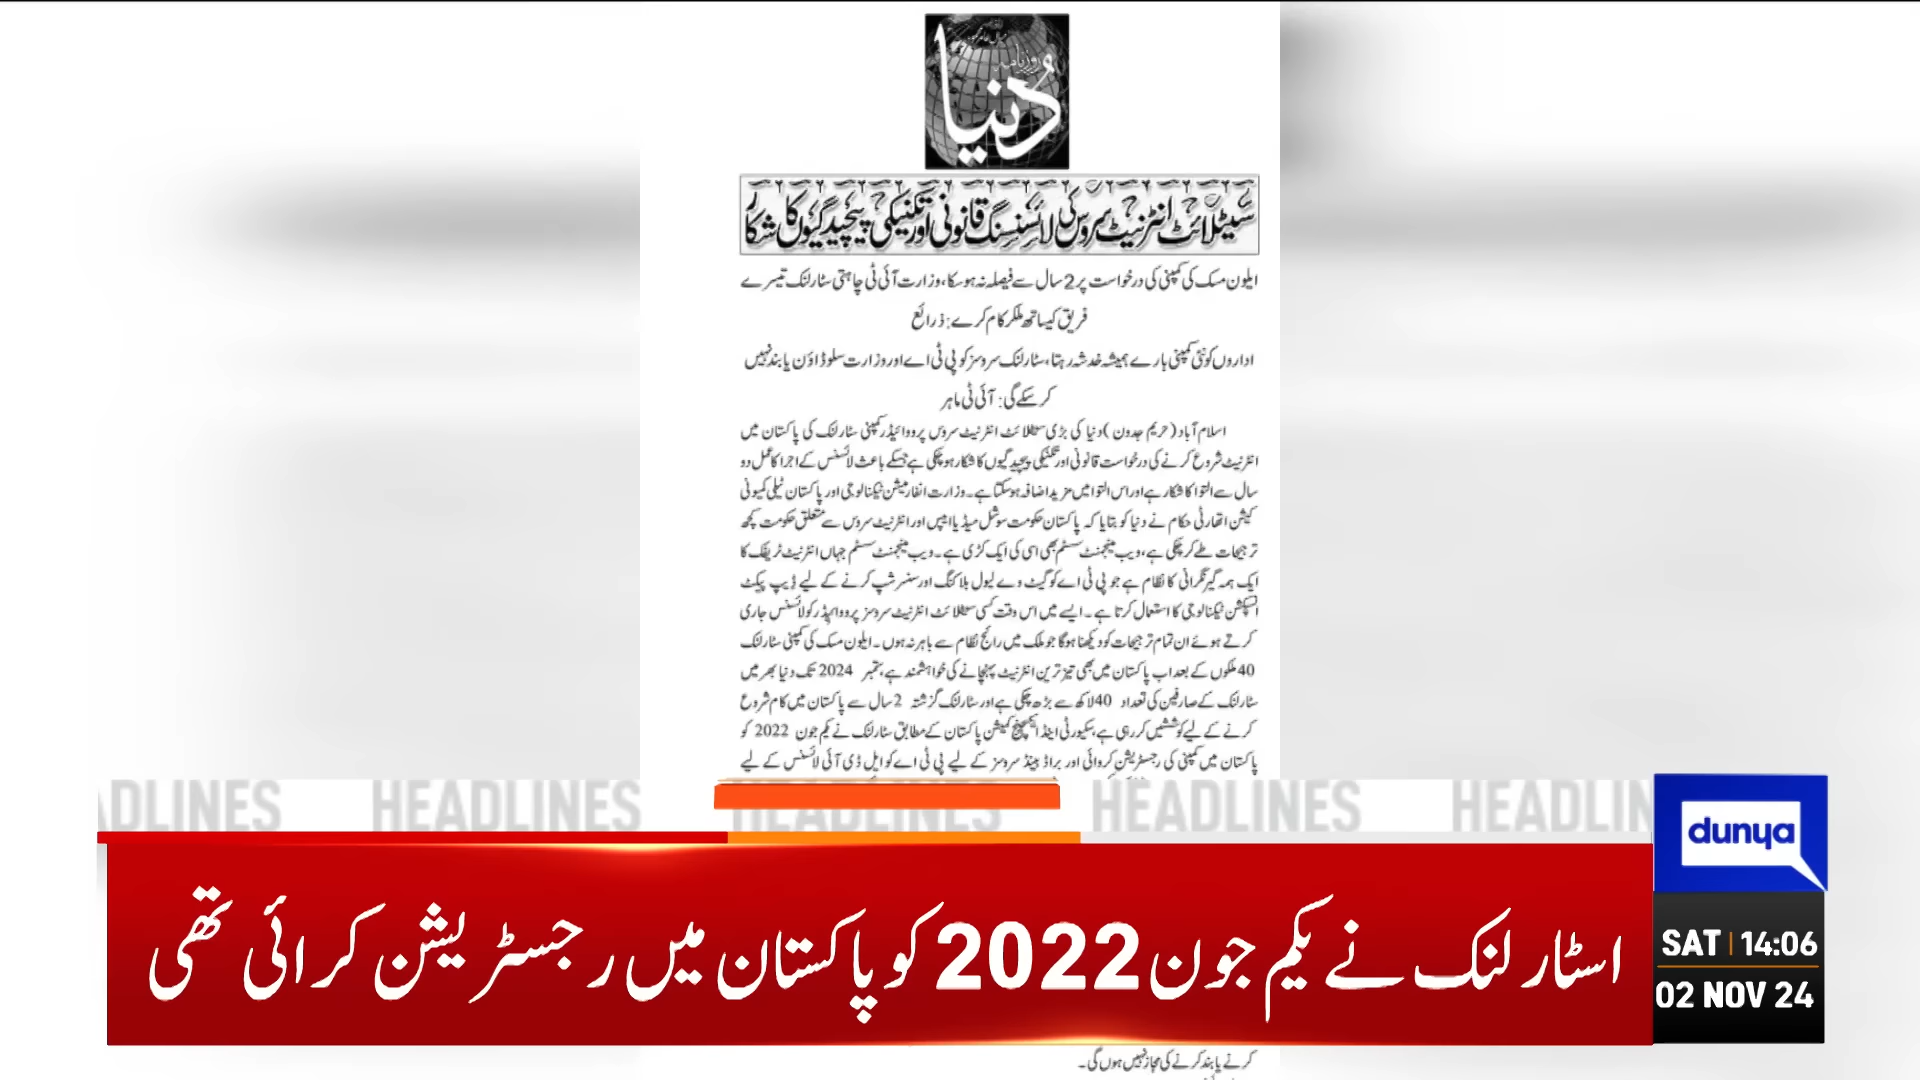 روزنامہ
دُنیا
سیٹلائٹ انٹرنیٹ سروس کی لائسنسنگ قانونی اور تکنیکی پیچیدگیوں کا شکار
ایلون مسک کی کمپنی کی درخواست پر 2 سال سے فیصلہ نہ ہوسکا، وزارت آئی ٹی چاہتی سٹارلنک تیسرے
فریق کیساتھ ملکر کام کرے: ذرائع
اداروں کو نئی کمپنی بارے ہمیشہ خدشہ رہتا، سٹارلنک سروسز کو پی ٹی اے اور وزارت سلو ڈاؤن یا بند نہیں
کرسکے گی: آئی ٹی ماہر
اسلام آباد (حریم جدون) دنیا کی بڑی سیٹلائٹ انٹرنیٹ سروس پرووائیڈر کمپنی سٹارلنک کی پاکستان میں
انٹرنیٹ شروع کرنے کی درخواست قانونی اور تکنیکی پیچیدگیوں کا شکار ہوچکی ہے جسکے باعث لائسنس کے اجرا کا عمل دو
سال سے التوا کا شکار ہے اور اس التوا میں مزید اضافہ ہوسکتا ہے۔ وزارت انفارمیشن ٹیکنالوجی اور پاکستان ٹیلی کمیونی
کیشن اتھارٹی حکام نے دنیا کو بتایا کہ پاکستان حکومت سوشل میڈیا ایپس اور انٹرنیٹ سروس سے متعلق حکومت کچھ
ترجیحات طے کرچکی ہے، ویب مینجمنٹ سسٹم بھی اسی کی ایک کڑی ہے۔ ویب مینجمنٹ سسٹم جہاں انٹرنیٹ ٹریفک کا
ایک ہمہ گیر نگرانی کا نظام ہے جو پی ٹی اے کو گیٹ وے لیول بلاکنگ اور سنسر شپ کرنے کے لیے ڈیپ پیکٹ
انسپکشن ٹیکنالوجی کا استعمال کرتا ہے۔ ایسے میں اس وقت کسی سیٹلائٹ انٹرنیٹ سروسز پرووائیڈر کو لائسنس جاری
کرتے ہوئے ان تمام ترجیحات کو دیکھنا ہوگا جو ملک میں رائج نظام سے باہر نہ ہوں۔ ایلون مسک کی کمپنی سٹارلنک
40 ملکوں کے بعد اب پاکستان میں بھی تیز ترین انٹرنیٹ پہنچانے کی خواہشمند ہے، ستمبر 2024 تک دنیا بھر میں
سٹارلنک کے صارفین کی تعداد 40 لاکھ سے بڑھ چکی ہے اور سٹارلنک گزشتہ 2 سال سے پاکستان میں کام شروع
کرنے کے لیے کوششیں کر رہی ہے، سکیورٹی اینڈ ایکسچینج کمیشن پاکستان کے مطابق سٹارلنک نے یکم جون 2022 کو
پاکستان میں کمپنی کی رجسٹریشن کروائی اور براڈ بینڈ سروسز کے لیے پی ٹی اے کو ایل ڈی آئی لائسنس کے لیے
HEADLINES HEADLINES HEADLINES
dunya
اسٹار لنک نے یکم جون 2022 کو پاکستان میں رجسٹریشن کرائی تھی
SAT 14:06
02 NOV 24
کرنے یا بند کرنے کی مجاز نہیں ہوں گی۔